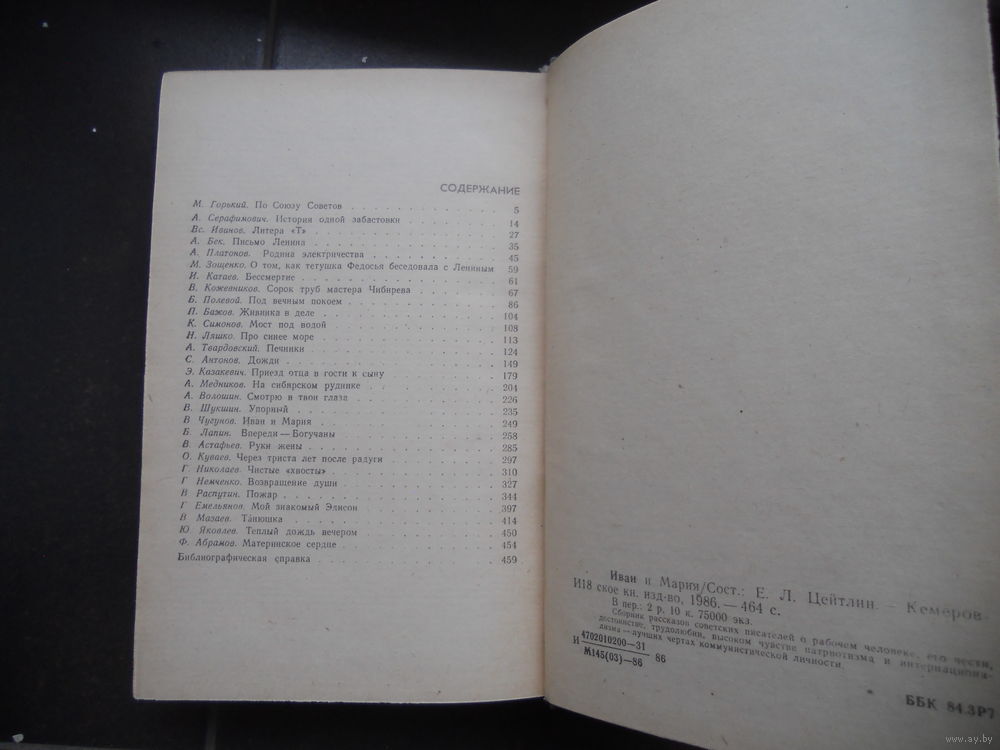 СОДЕРЖАНИЕ
М. Горький. По Союзу Советов 5
А. Серафимович. История одной забастовки 14
Вс. Иванов. Литера «Т» 27
А. Бек. Письмо Ленина 35
А. Платонов. Родина электричества 45
М. Зощенко. О том, как тетушка Федосья беседовала с Лениным 59
И. Катаев. Бессмертие 61
В. Кожевников. Сорок труб мастера Чибирева 67
Б. Полевой. Под вечным покоем 86
П. Бажов. Живинка в деле 104
К. Симонов. Мост под водой 108
Н. Ляшко. Про синее море 113
А. Твардовский. Печники 124
С. Антонов. Дожди 149
Э. Казакевич. Приезд отца в гости к сыну 179
А. Медников. На сибирском руднике 204
А. Волошин. Смотрю в твои глаза 226
В. Шукшин. Упорный 235
В Чугунов. Иван и Мария 249
Б. Лапин. Впереди — Богучаны 258
В. Астафьев. Руки жены 285
О. Куваев. Через триста лет после радуги 297
Г. Николаев. Чистые «хвосты» 310
Г Немченко. Возвращение души 327
В Распутин. Пожар 344
Г Емельянов. Мой знакомый Элисон 397
В Мазаев. Танюшка 414
Ю Яковлев. Теплый дождь вечером 450
Ф. Абрамов. Материнское сердце 454
Библиографическая справка 459
Иван и Мария/Сост.: Е. Л. Цейтлин. — Кемеров-
И18 ское кн. изд-во, 1986. — 464 с.
В пер.: 2 р. 10 к. 75000 экз.
Сборник рассказов советских писателей о рабочем человеке, его чести,
достоинстве, трудолюбии, высоком чувстве патриотизма и интернациона-
лизма — лучших чертах коммунистической личности.
И 4702010200—31 86
М145(03)—86
ББК 84.3Р7
www.ay.by